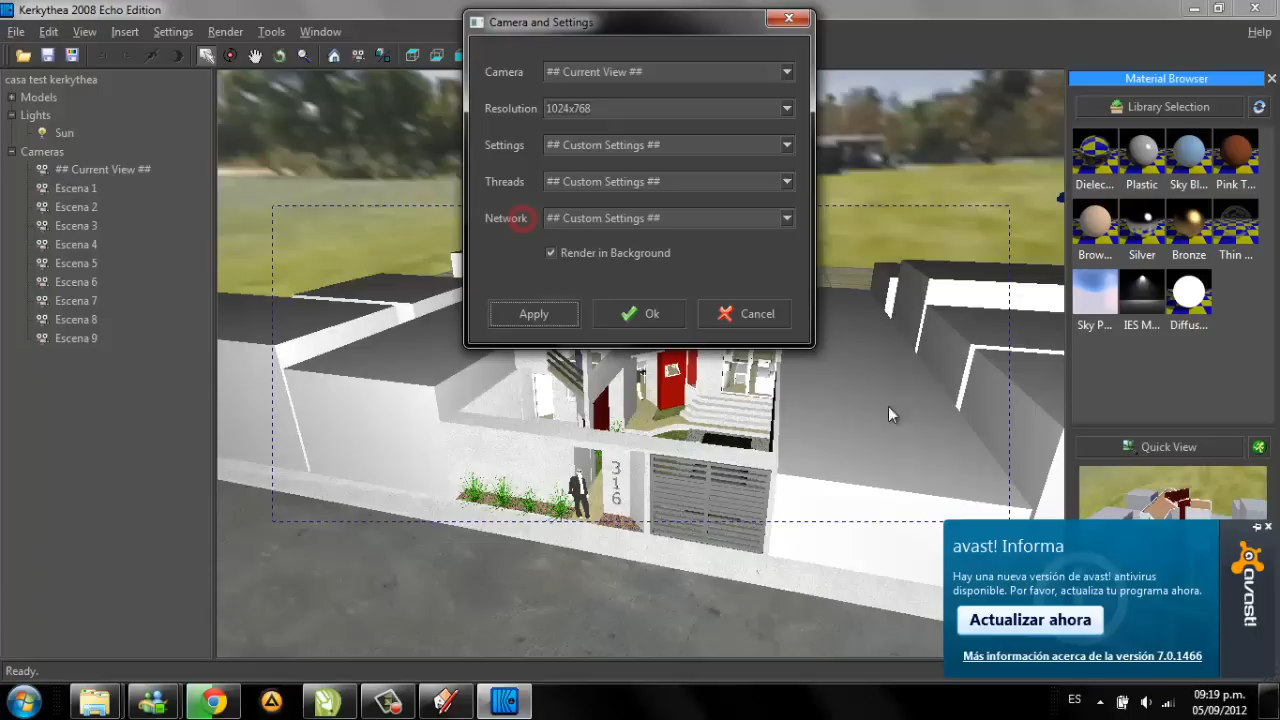 Kerkythea 2008 Echo Edition
File Edit View Insert Settings Render Tools Window Help
casa test kerkythea
Models
Lights
Sun
Cameras
## Current View ##
Escena 1
Escena 2
Escena 3
Escena 4
Escena 5
Escena 6
Escena 7
Escena 8
Escena 9
Camera and Settings
Camera ## Current View ##
Resolution 1024x768
Settings ## Custom Settings ##
Threads ## Custom Settings ##
Network ## Custom Settings ##
Render in Background
Apply Ok Cancel
316
Material Browser
Library Selection
Dielec... Plastic Sky Bl... Pink T...
Brow... Silver Bronze Thin ...
Sky P... IES M... Diffus...
Quick View
avast! Informa
Hay una nueva versión de avast! antivirus
disponible. Por favor, actualiza tu programa ahora.
Actualizar ahora
Más información acerca de la versión 7.0.1466
avast!
Ready.
ES
09:19 p.m.
05/09/2012